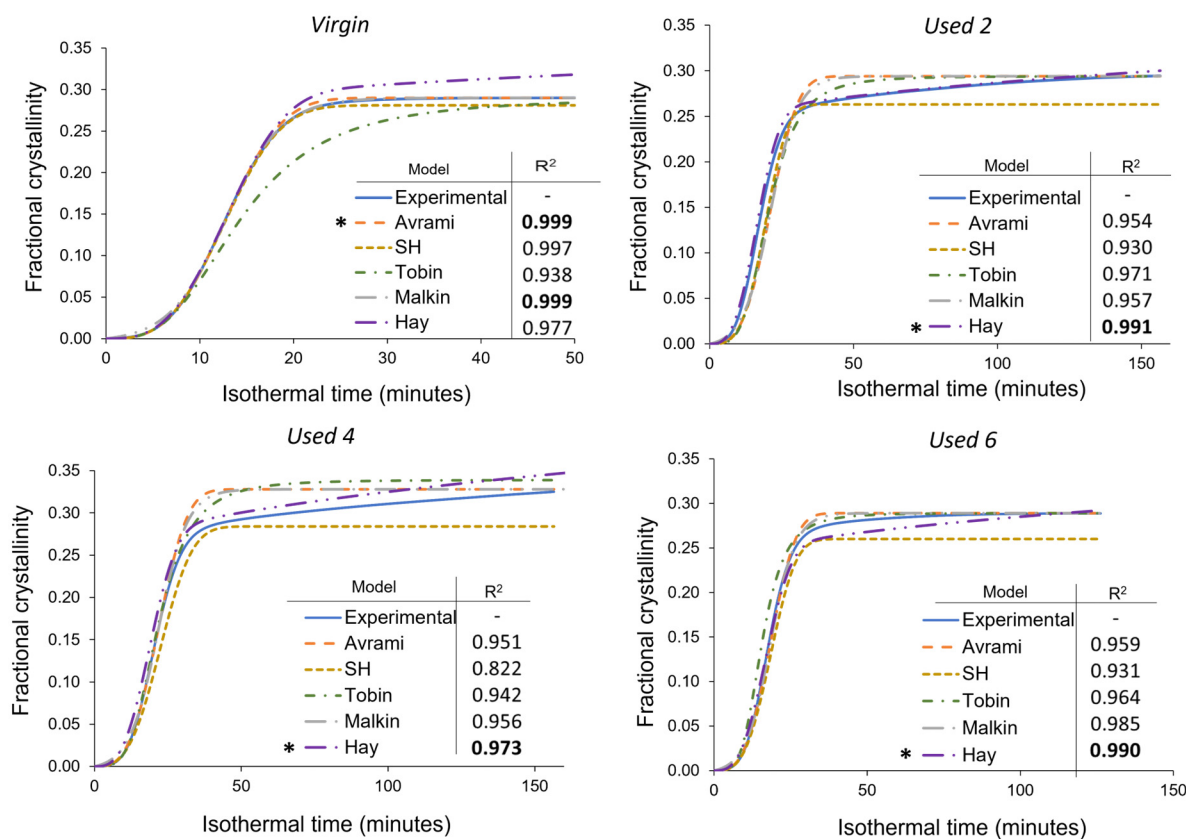 Virgin
0.35
0.30
0.25
0.20
0.15
0.10
0.05
0.00
Fractional crystallinity
0 10 20 30 40 50
Isothermal time (minutes)
Model R²
Experimental -
* Avrami 0.999
SH 0.997
Tobin 0.938
Malkin 0.999
Hay 0.977
Used 2
0.35
0.30
0.25
0.20
0.15
0.10
0.05
0.00
Fractional crystallinity
0 50 100 150
Isothermal time (minutes)
Model R²
Experimental -
Avrami 0.954
SH 0.930
Tobin 0.971
Malkin 0.957
* Hay 0.991
Used 4
0.35
0.30
0.25
0.20
0.15
0.10
0.05
0.00
Fractional crystallinity
0 50 100 150
Isothermal time (minutes)
Model R²
Experimental -
Avrami 0.951
SH 0.822
Tobin 0.942
Malkin 0.956
* Hay 0.973
Used 6
0.35
0.30
0.25
0.20
0.15
0.10
0.05
0.00
Fractional crystallinity
0 50 100 150
Isothermal time (minutes)
Model R²
Experimental -
Avrami 0.959
SH 0.931
Tobin 0.964
Malkin 0.985
* Hay 0.990